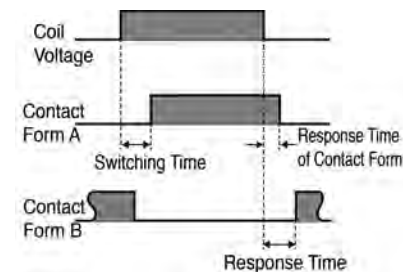 Coil
Voltage
Contact
Form A
Switching Time
Response Time
of Contact Form
Contact
Form B
Response Time